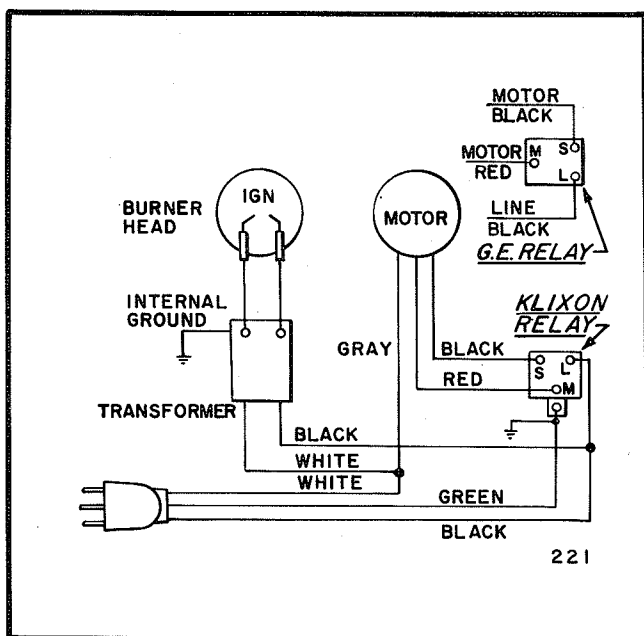 MOTOR
BLACK
MOTOR
RED
M
S
L
LINE
BLACK
G.E. RELAY
IGN
BURNER
HEAD
MOTOR
KLIXON
RELAY
INTERNAL
GROUND
GRAY
BLACK
S
L
RED
M
TRANSFORMER
BLACK
WHITE
WHITE
GREEN
BLACK
221